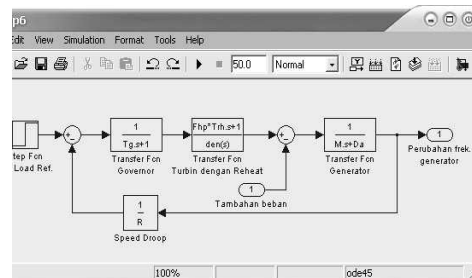 p6
Edit View Simulation Format Tools Help
50.0 Normal
1
Tg.s+1
Fhp*Trh.s+1
den(s)
1
M.s+Da
1
Step Fcn
Load Ref.
Transfer Fcn
Governor
Transfer Fcn
Turbin dengan Reheat
Transfer Fcn
Generator
Perubahan frek.
generator
1
Tambahan beban
1
R
Speed Droop
100%
ode45